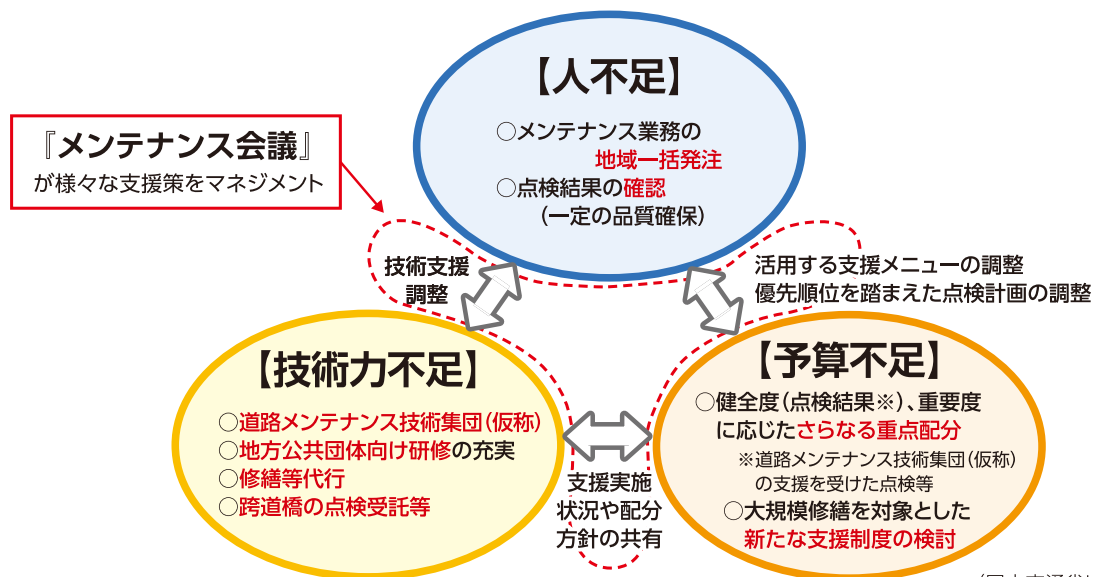 【人不足】
○メンテナンス業務の
地域一括発注
○点検結果の確認
(一定の品質確保)
『メンテナンス会議』
が様々な支援策をマネジメント
技術支援
調整
活用する支援メニューの調整
優先順位を踏まえた点検計画の調整
【技術力不足】
○道路メンテナンス技術集団(仮称)
○地方公共団体向け研修の充実
○修繕等代行
○跨道橋の点検受託等
支援実施
状況や配分
方針の共有
【予算不足】
○健全度(点検結果※)、重要度
に応じたさらなる重点配分
※道路メンテナンス技術集団(仮称)
の支援を受けた点検等
○大規模修繕を対象とした
新たな支援制度の検討